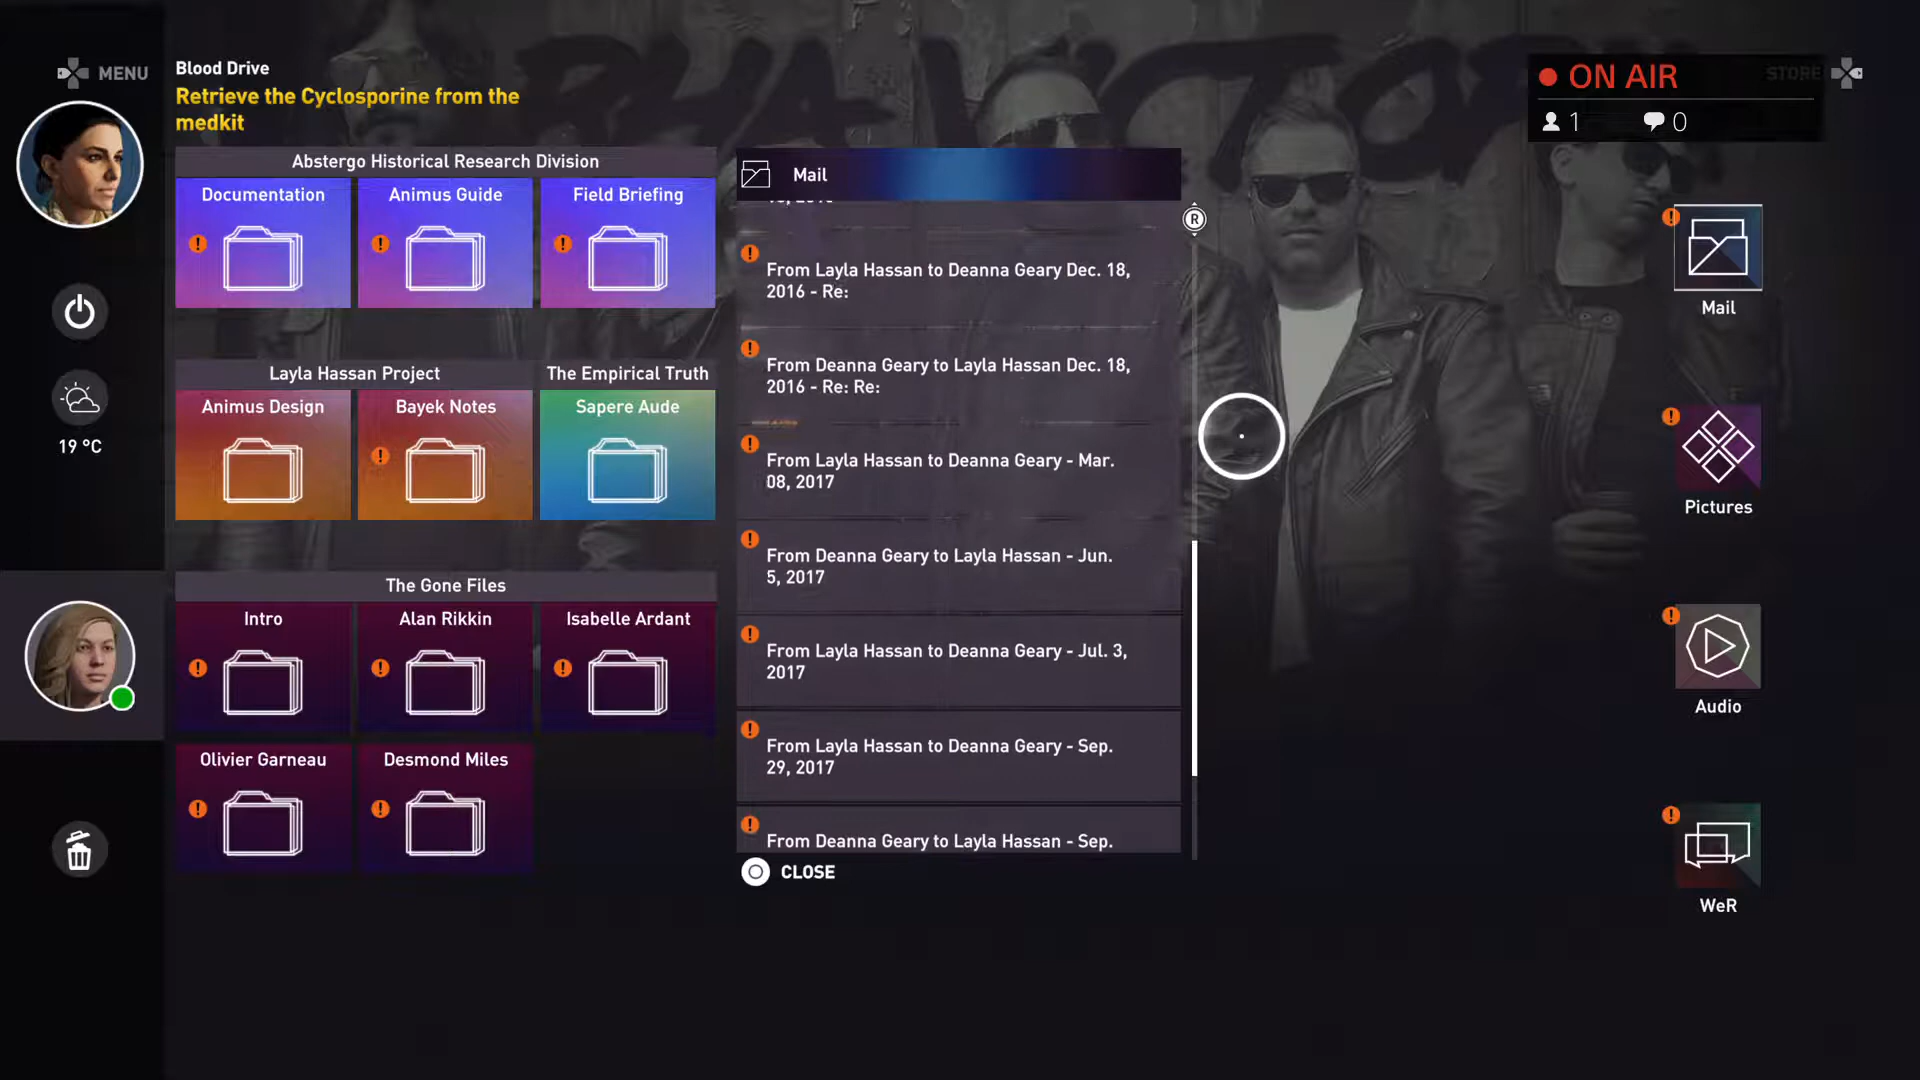 MENU
Blood Drive
Retrieve the Cyclosporine from the
medkit
ON AIR
STORE
1
0
Abstergo Historical Research Division
Documentation
Animus Guide
Field Briefing
Layla Hassan Project
The Empirical Truth
Animus Design
Bayek Notes
Sapere Aude
19 °C
The Gone Files
Intro
Alan Rikkin
Isabelle Ardant
Olivier Garneau
Desmond Miles
Mail
R
From Layla Hassan to Deanna Geary Dec. 18,
2016 - Re:
From Deanna Geary to Layla Hassan Dec. 18,
2016 - Re: Re:
From Layla Hassan to Deanna Geary - Mar.
08, 2017
From Deanna Geary to Layla Hassan - Jun.
5, 2017
From Layla Hassan to Deanna Geary - Jul. 3,
2017
From Layla Hassan to Deanna Geary - Sep.
29, 2017
From Deanna Geary to Layla Hassan - Sep.
CLOSE
Mail
Pictures
Audio
WeR